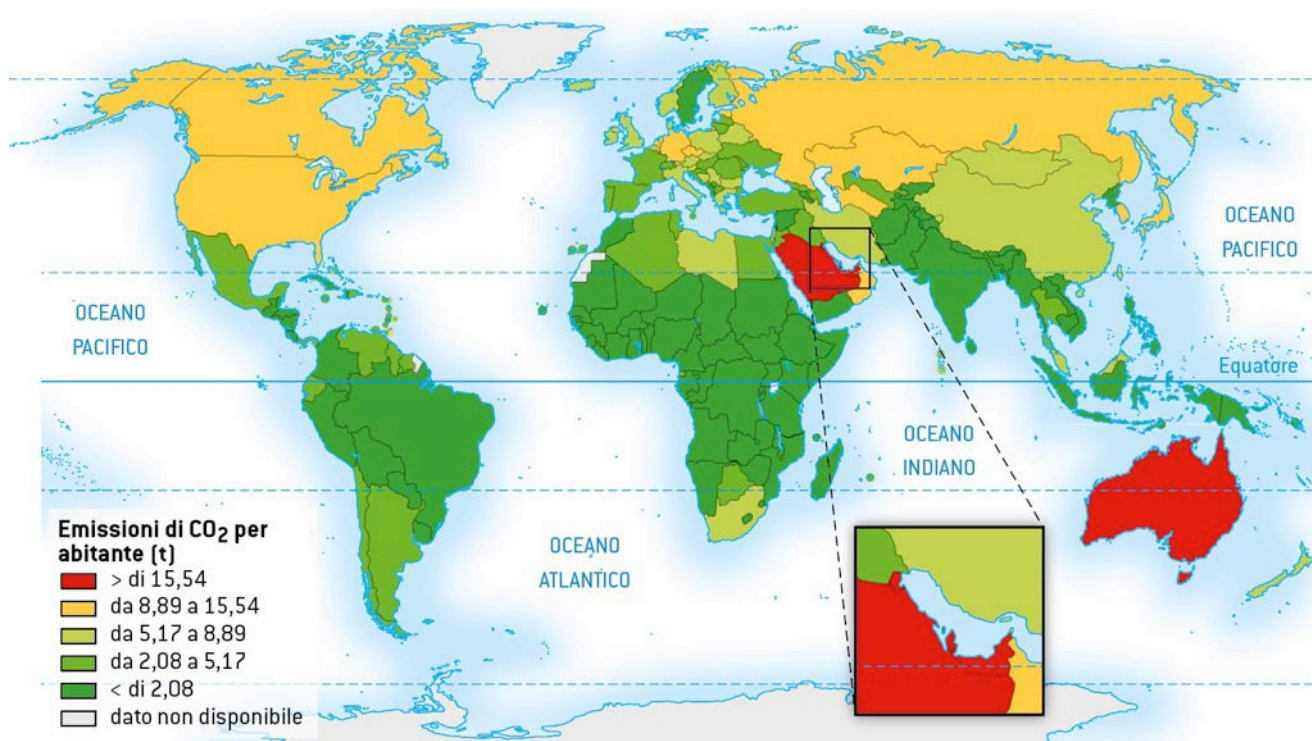 OCEANO
PACIFICO
OCEANO
PACIFICO
Equatore
OCEANO
INDIANO
OCEANO
ATLANTICO
Emissioni di CO2 per
abitante (t)
> di 15,54
da 8,89 a 15,54
da 5,17 a 8,89
da 2,08 a 5,17
< di 2,08
dato non disponibile